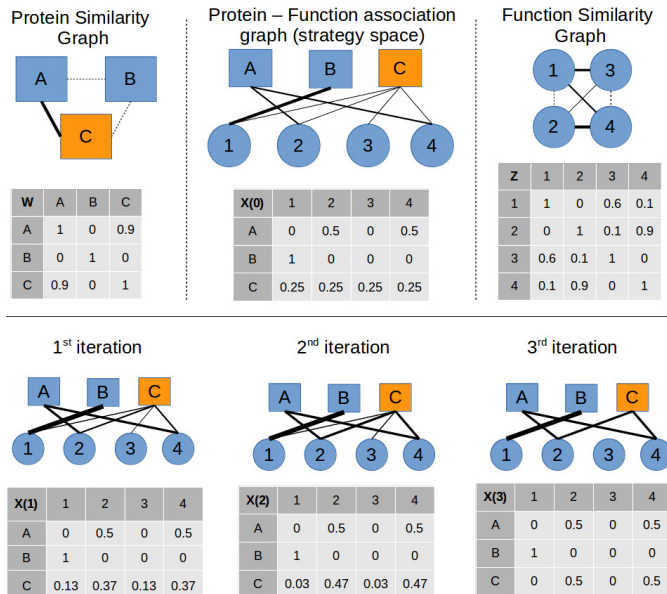 Protein Similarity
Graph
A B
C
W A B C
A 1 0 0.9
B 0 1 0
C 0.9 0 1
Protein – Function association
graph (strategy space)
A B C
1 2 3 4
X(0) 1 2 3 4
A 0 0.5 0 0.5
B 1 0 0 0
C 0.25 0.25 0.25 0.25
Function Similarity
Graph
1 3
2 4
Z 1 2 3 4
1 1 0 0.6 0.1
2 0 1 0.1 0.9
3 0.6 0.1 1 0
4 0.1 0.9 0 1
1st iteration
A B C
1 2 3 4
X(1) 1 2 3 4
A 0 0.5 0 0.5
B 1 0 0 0
C 0.13 0.37 0.13 0.37
2nd iteration
A B C
1 2 3 4
X(2) 1 2 3 4
A 0 0.5 0 0.5
B 1 0 0 0
C 0.03 0.47 0.03 0.47
3rd iteration
A B C
1 2 3 4
X(3) 1 2 3 4
A 0 0.5 0 0.5
B 1 0 0 0
C 0 0.5 0 0.5